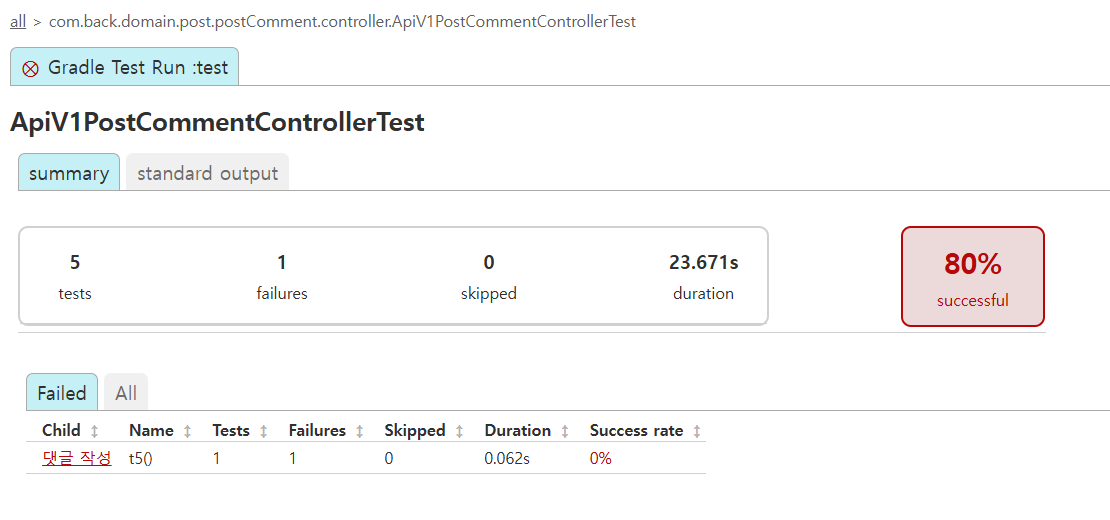 all > com.back.domain.post.postComment.controller.ApiV1PostCommentControllerTest
Gradle Test Run :test
ApiV1PostCommentControllerTest
summary standard output
5 1 0 23.671s 80%
tests failures skipped duration successful
Failed All
Child Name Tests Failures Skipped Duration Success rate
댓글 작성 t5() 1 1 0 0.062s 0%